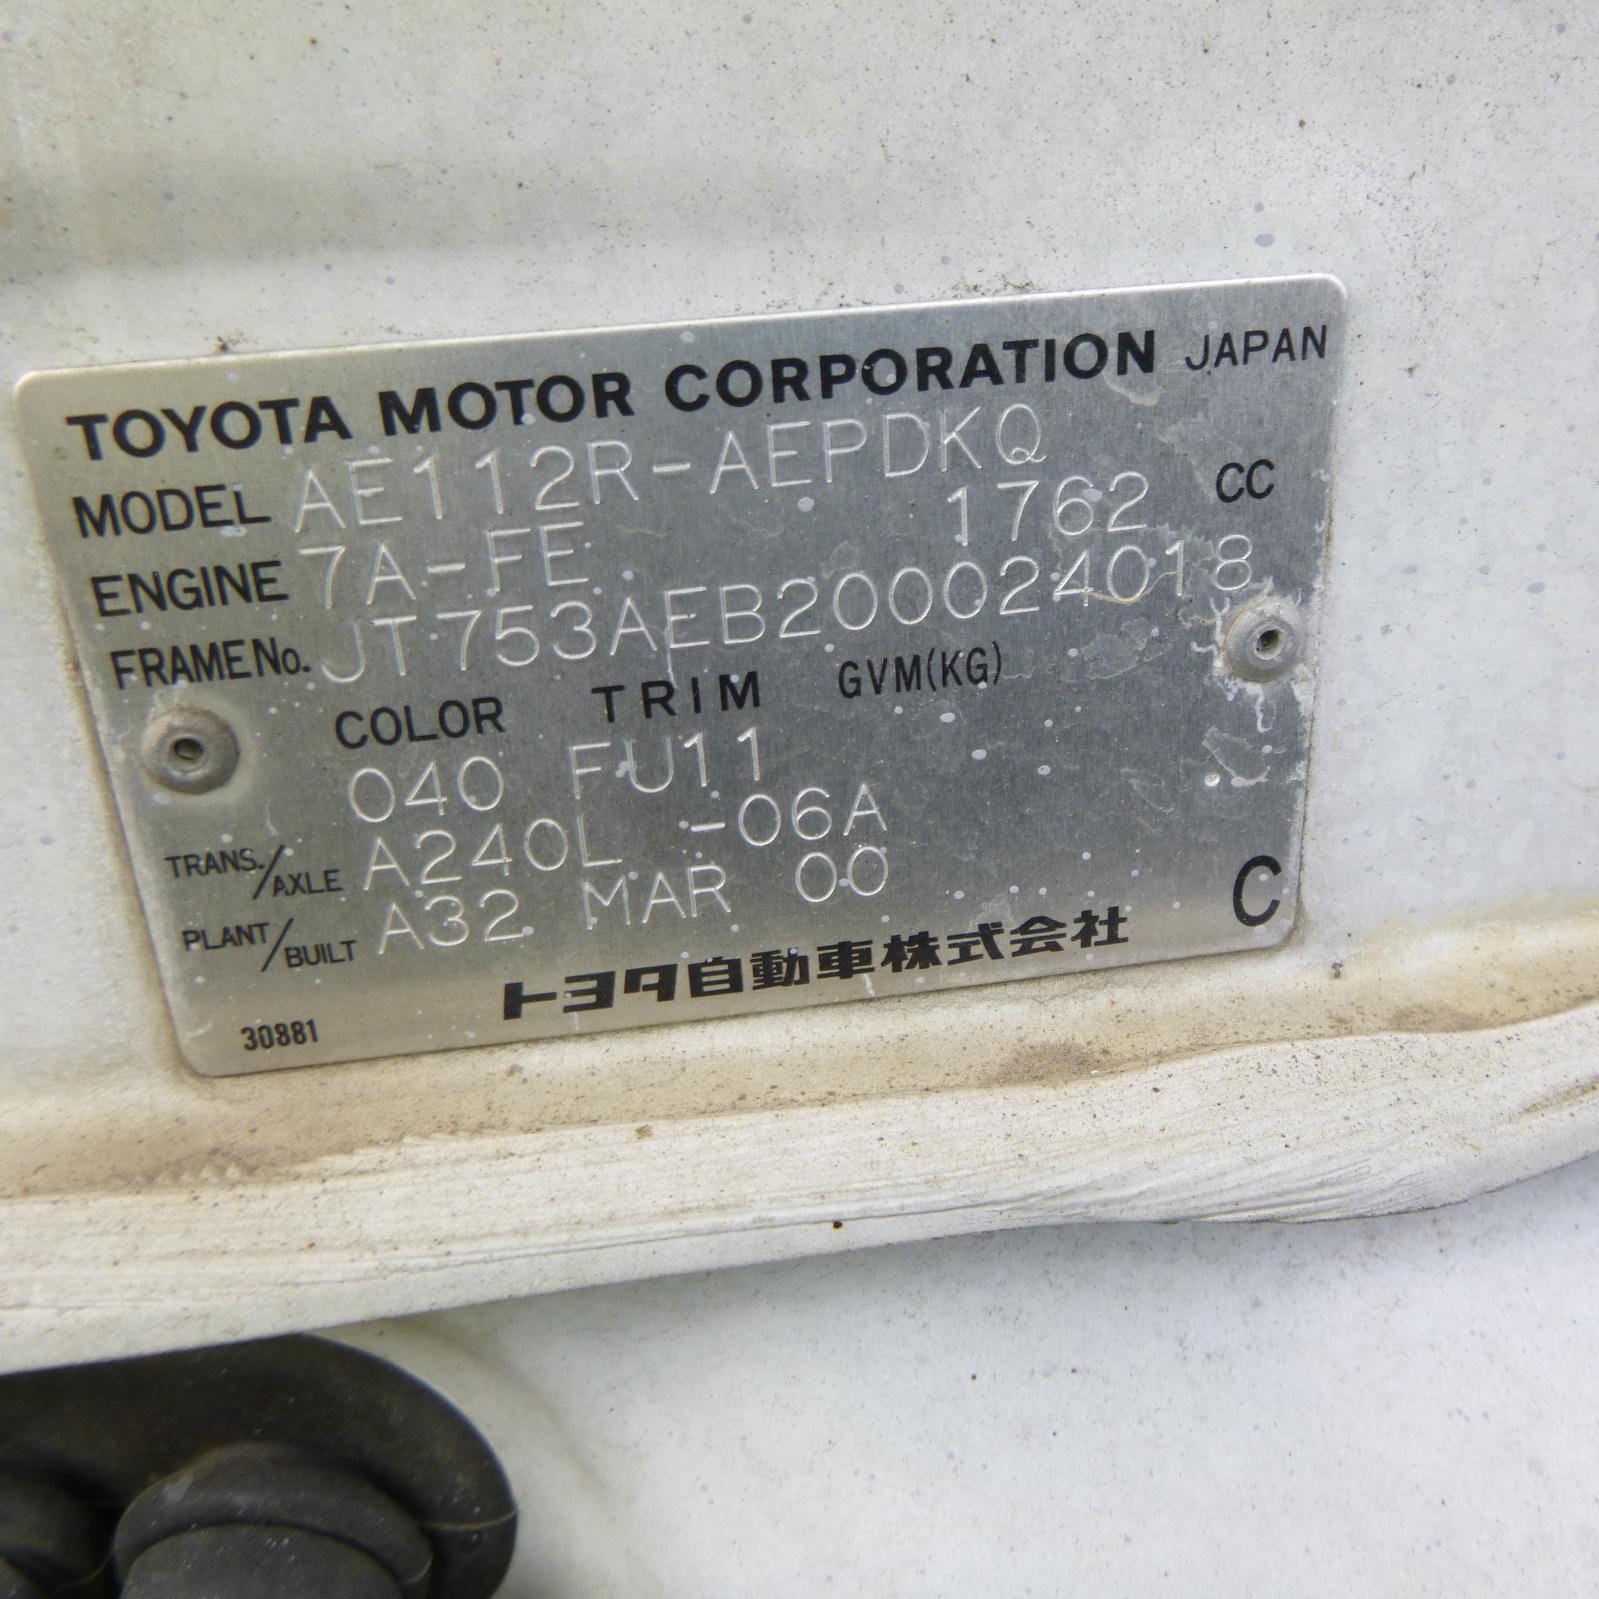 TOYOTA MOTOR CORPORATION JAPAN
MODEL AE112R-AEPDKQ
ENGINE 7A-FE 1762 CC
FRAME No. JT753AEB200024018
COLOR TRIM GVM(KG)
040 FU11
TRANS./AXLE A240L -06A
PLANT/BUILT A32 MAR 00
C
トヨタ自動車株式会社
30881